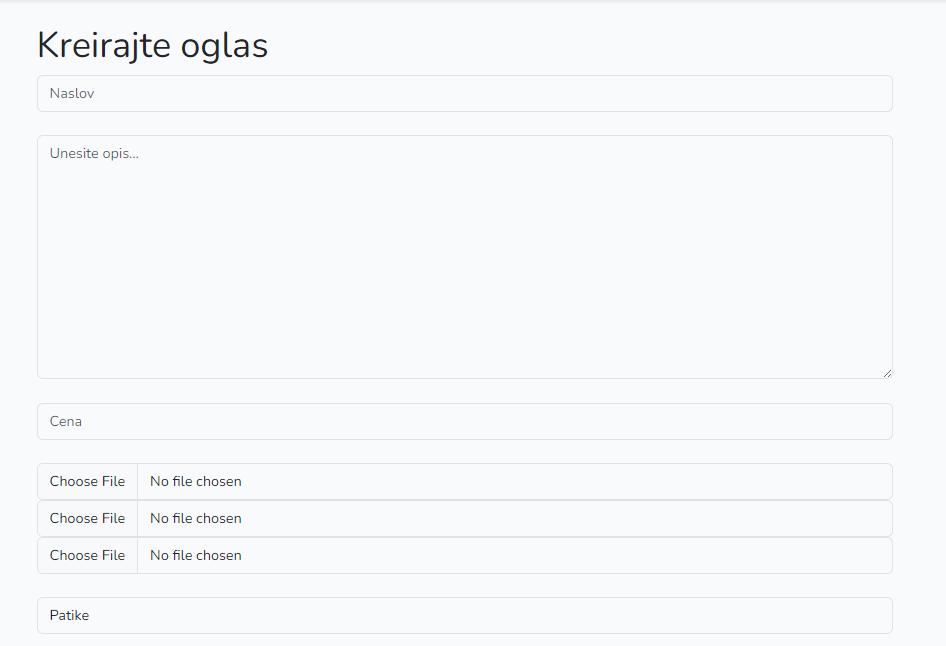 Kreirajte oglas
Naslov
Unesite opis...
Cena
Choose File No file chosen
Choose File No file chosen
Choose File No file chosen
Patike